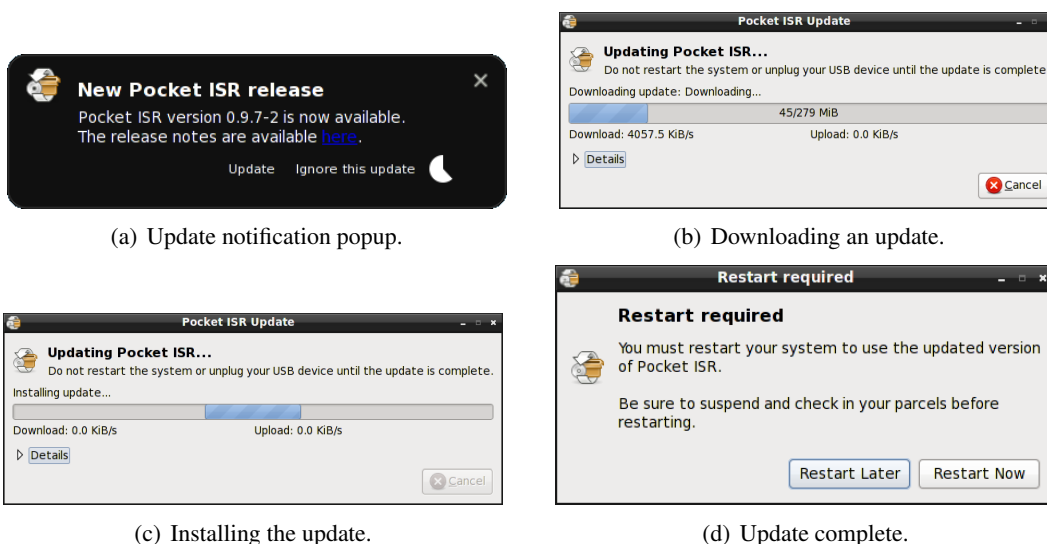 New Pocket ISR release
Pocket ISR version 0.9.7-2 is now available.
The release notes are available here.
Update Ignore this update
(a) Update notification popup.
Pocket ISR Update
Updating Pocket ISR...
Do not restart the system or unplug your USB device until the update is complete
Downloading update: Downloading...
45/279 MiB
Download: 4057.5 KiB/s Upload: 0.0 KiB/s
Details
Cancel
(b) Downloading an update.
Pocket ISR Update
Updating Pocket ISR...
Do not restart the system or unplug your USB device until the update is complete.
Installing update...
Download: 0.0 KiB/s Upload: 0.0 KiB/s
Details
Cancel
(c) Installing the update.
Restart required
Restart required
You must restart your system to use the updated version
of Pocket ISR.
Be sure to suspend and check in your parcels before
restarting.
Restart Later Restart Now
(d) Update complete.